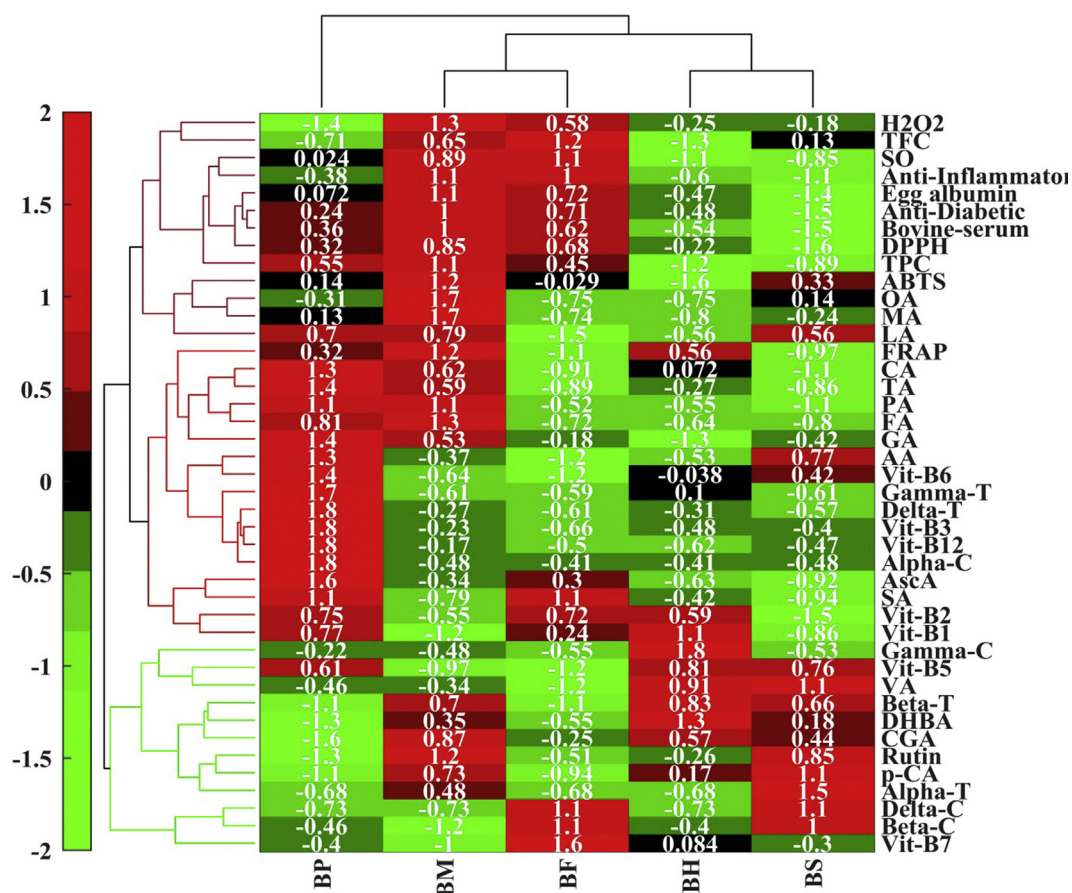 2
1.5
1
0.5
0
-0.5
-1
-1.5
-2
-1.4 1.3 0.58 -0.25 -0.18 H2O2
-0.71 0.65 1.2 -1.3 0.13 TFC
0.024 0.89 1.1 -1.1 -0.85 SO
-0.38 1.1 1 -0.6 -1.1 Anti-Inflammator
0.072 1.1 0.72 -0.47 -1.4 Egg albumin
0.24 1 0.71 -0.48 -1.5 Anti-Diabetic
0.36 1 0.62 -0.54 -1.5 Bovine-serum
0.32 0.85 0.68 -0.22 -1.6 DPPH
0.55 1.1 0.45 -1.2 -0.89 TPC
0.14 1.2 -0.029 -1.6 0.33 ABTS
-0.31 1.7 -0.75 -0.75 0.14 OA
0.13 1.7 -0.74 -0.8 -0.24 MA
0.7 0.79 -1.5 -0.56 0.56 LA
0.32 1.2 -1.1 0.56 -0.97 FRAP
1.3 0.62 -0.91 0.072 -1.1 CA
1.4 0.59 -0.89 -0.27 -0.86 TA
1.1 1.1 -0.52 -0.55 -1.1 PA
0.81 1.3 -0.72 -0.64 -0.8 FA
1.4 0.53 -0.18 -1.3 -0.42 GA
1.3 -0.37 -1.2 -0.53 0.77 AA
1.4 -0.64 -1.2 -0.038 0.42 Vit-B6
1.7 -0.61 -0.59 0.1 -0.61 Gamma-T
1.8 -0.27 -0.61 -0.31 -0.57 Delta-T
1.8 -0.23 -0.66 -0.48 -0.4 Vit-B3
1.8 -0.17 -0.5 -0.62 -0.47 Vit-B12
1.8 -0.48 -0.41 -0.41 -0.48 Alpha-C
1.6 -0.34 0.3 -0.63 -0.92 AscA
1.1 -0.79 1.1 -0.42 -0.94 SA
0.75 -0.55 0.72 0.59 -1.5 Vit-B2
0.77 -1.2 0.24 1.1 -0.86 Vit-B1
-0.22 -0.48 -0.55 1.8 -0.53 Gamma-C
0.61 -0.97 -1.2 0.81 0.76 Vit-B5
-0.46 -0.34 -1.2 0.91 1.1 VA
-1.1 0.7 -1.1 0.83 0.66 Beta-T
-1.3 0.35 -0.55 1.3 0.18 DHBA
-1.6 0.87 -0.25 0.57 0.44 CGA
-1.3 1.2 -0.51 -0.26 0.85 Rutin
-1.1 0.73 -0.94 0.17 1.1 p-CA
-0.68 0.48 -0.68 -0.68 1.5 Alpha-T
-0.73 -0.73 1.1 -0.73 1.1 Delta-C
-0.46 -1.2 1.1 -0.4 1 Beta-C
-0.4 -1 1.6 0.084 -0.3 Vit-B7
BP BM BF BH BS